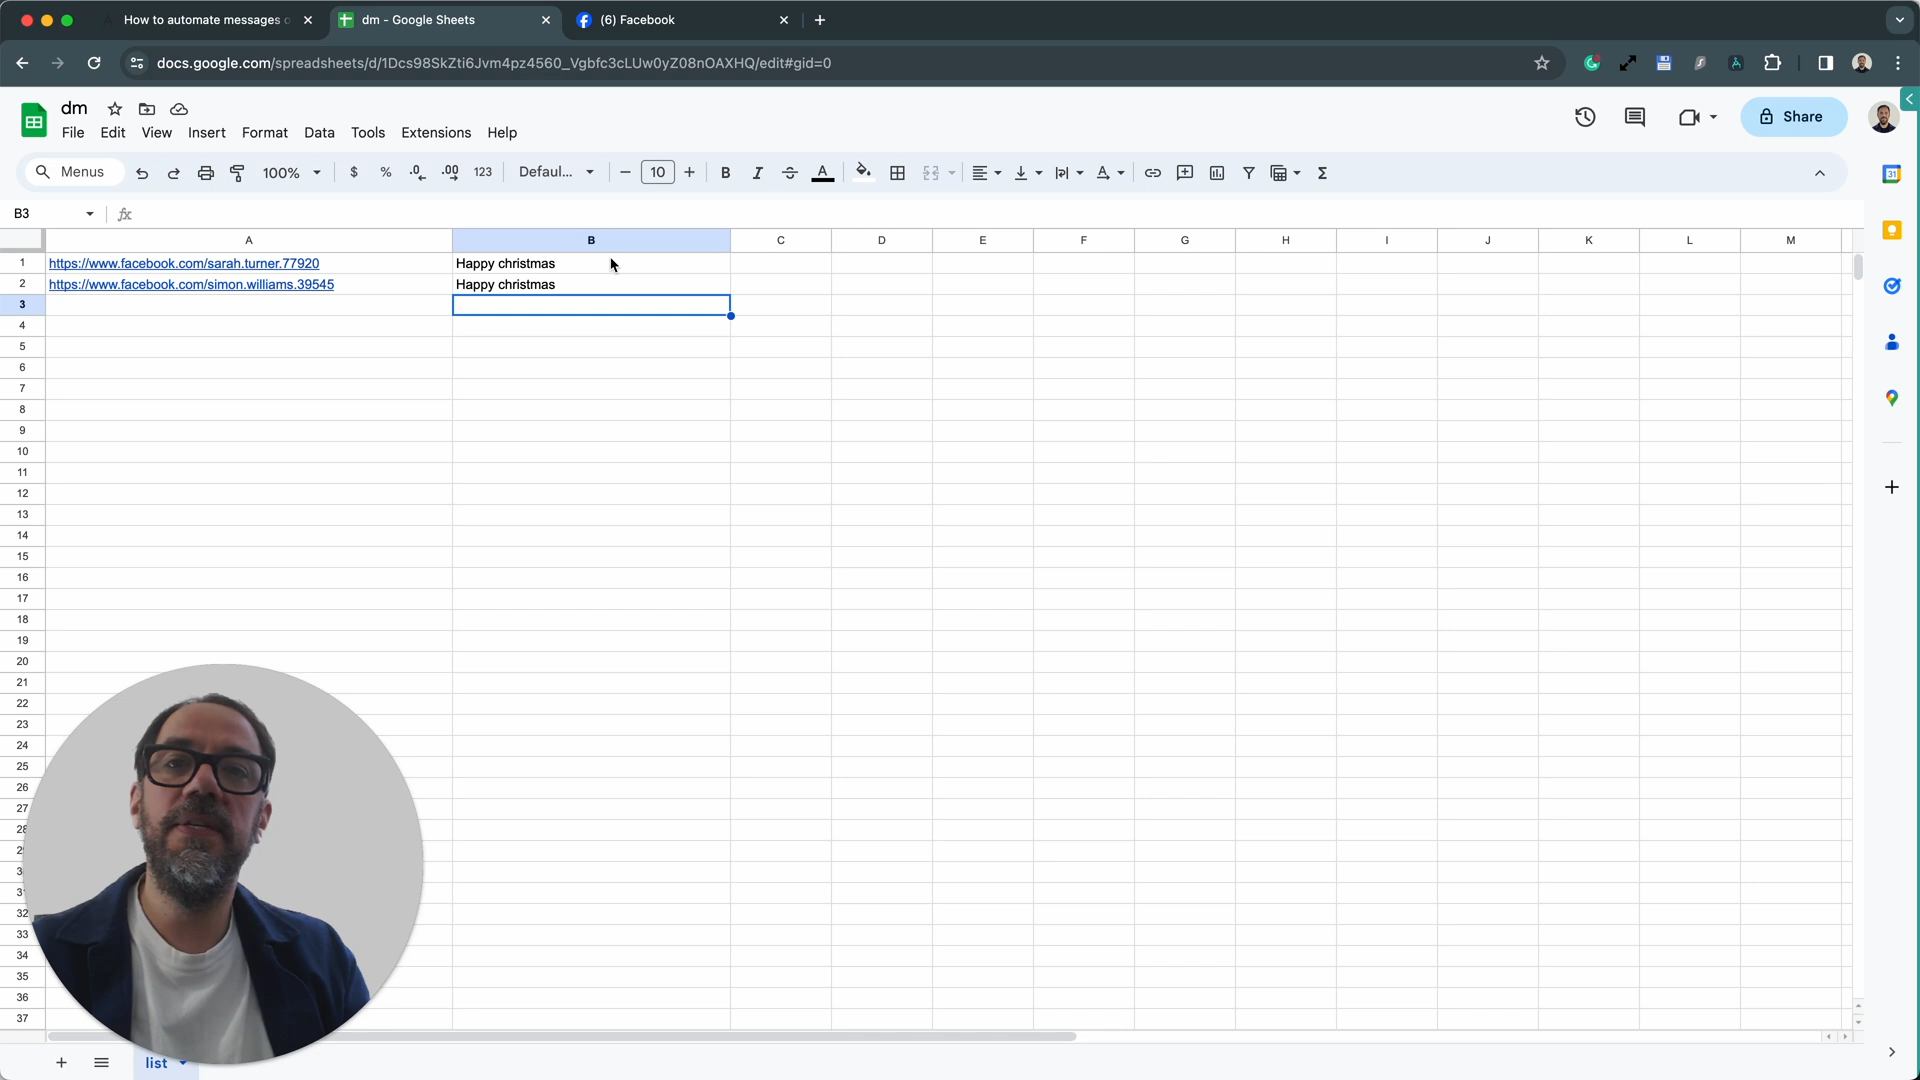 How to automate messages o
dm - Google Sheets
(6) Facebook
docs.google.com/spreadsheets/d/1Dcs98SkZti6Jvm4pz4560_Vgbfc3cLUw0yZ08nOAXHQ/edit#gid=0
dm
File Edit View Insert Format Data Tools Extensions Help
Share
Menus 100% $ % .0 .00 123 Defaul... 10 B I A
B3 fx
A B C D E F G H I J K L M
1 https://www.facebook.com/sarah.turner.77920 Happy christmas
2 https://www.facebook.com/simon.williams.39545 Happy christmas
3
4
5
6
7
8
9
10
11
12
13
14
15
16
17
18
19
20
21
22
23
24
25
26
27
28
2
3
3
32
33
34
35
36
37
list